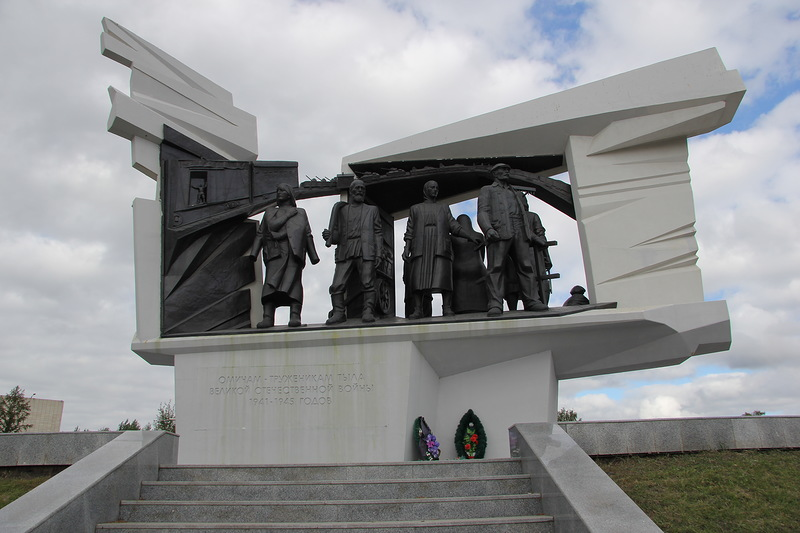 ОМИЧАМ - ТРУЖЕНИКАМ ТЫЛА
ВЕЛИКОЙ ОТЕЧЕСТВЕННОЙ ВОЙНЫ
1941-1945 ГОДОВ